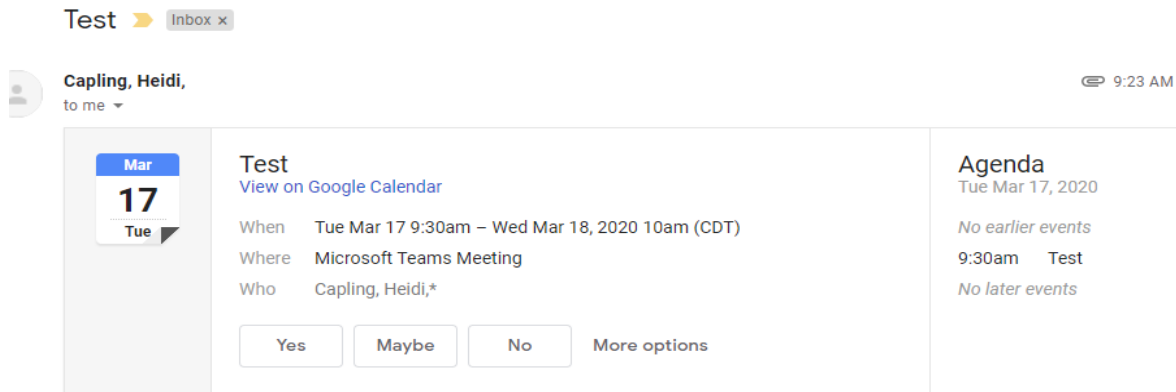 Test Inbox ×
Capling, Heidi,
9:23 AM
to me
Mar
17
Tue
Test
View on Google Calendar
When Tue Mar 17 9:30am – Wed Mar 18, 2020 10am (CDT)
Where Microsoft Teams Meeting
Who Capling, Heidi,*
Yes Maybe No More options
Agenda
Tue Mar 17, 2020
No earlier events
9:30am Test
No later events